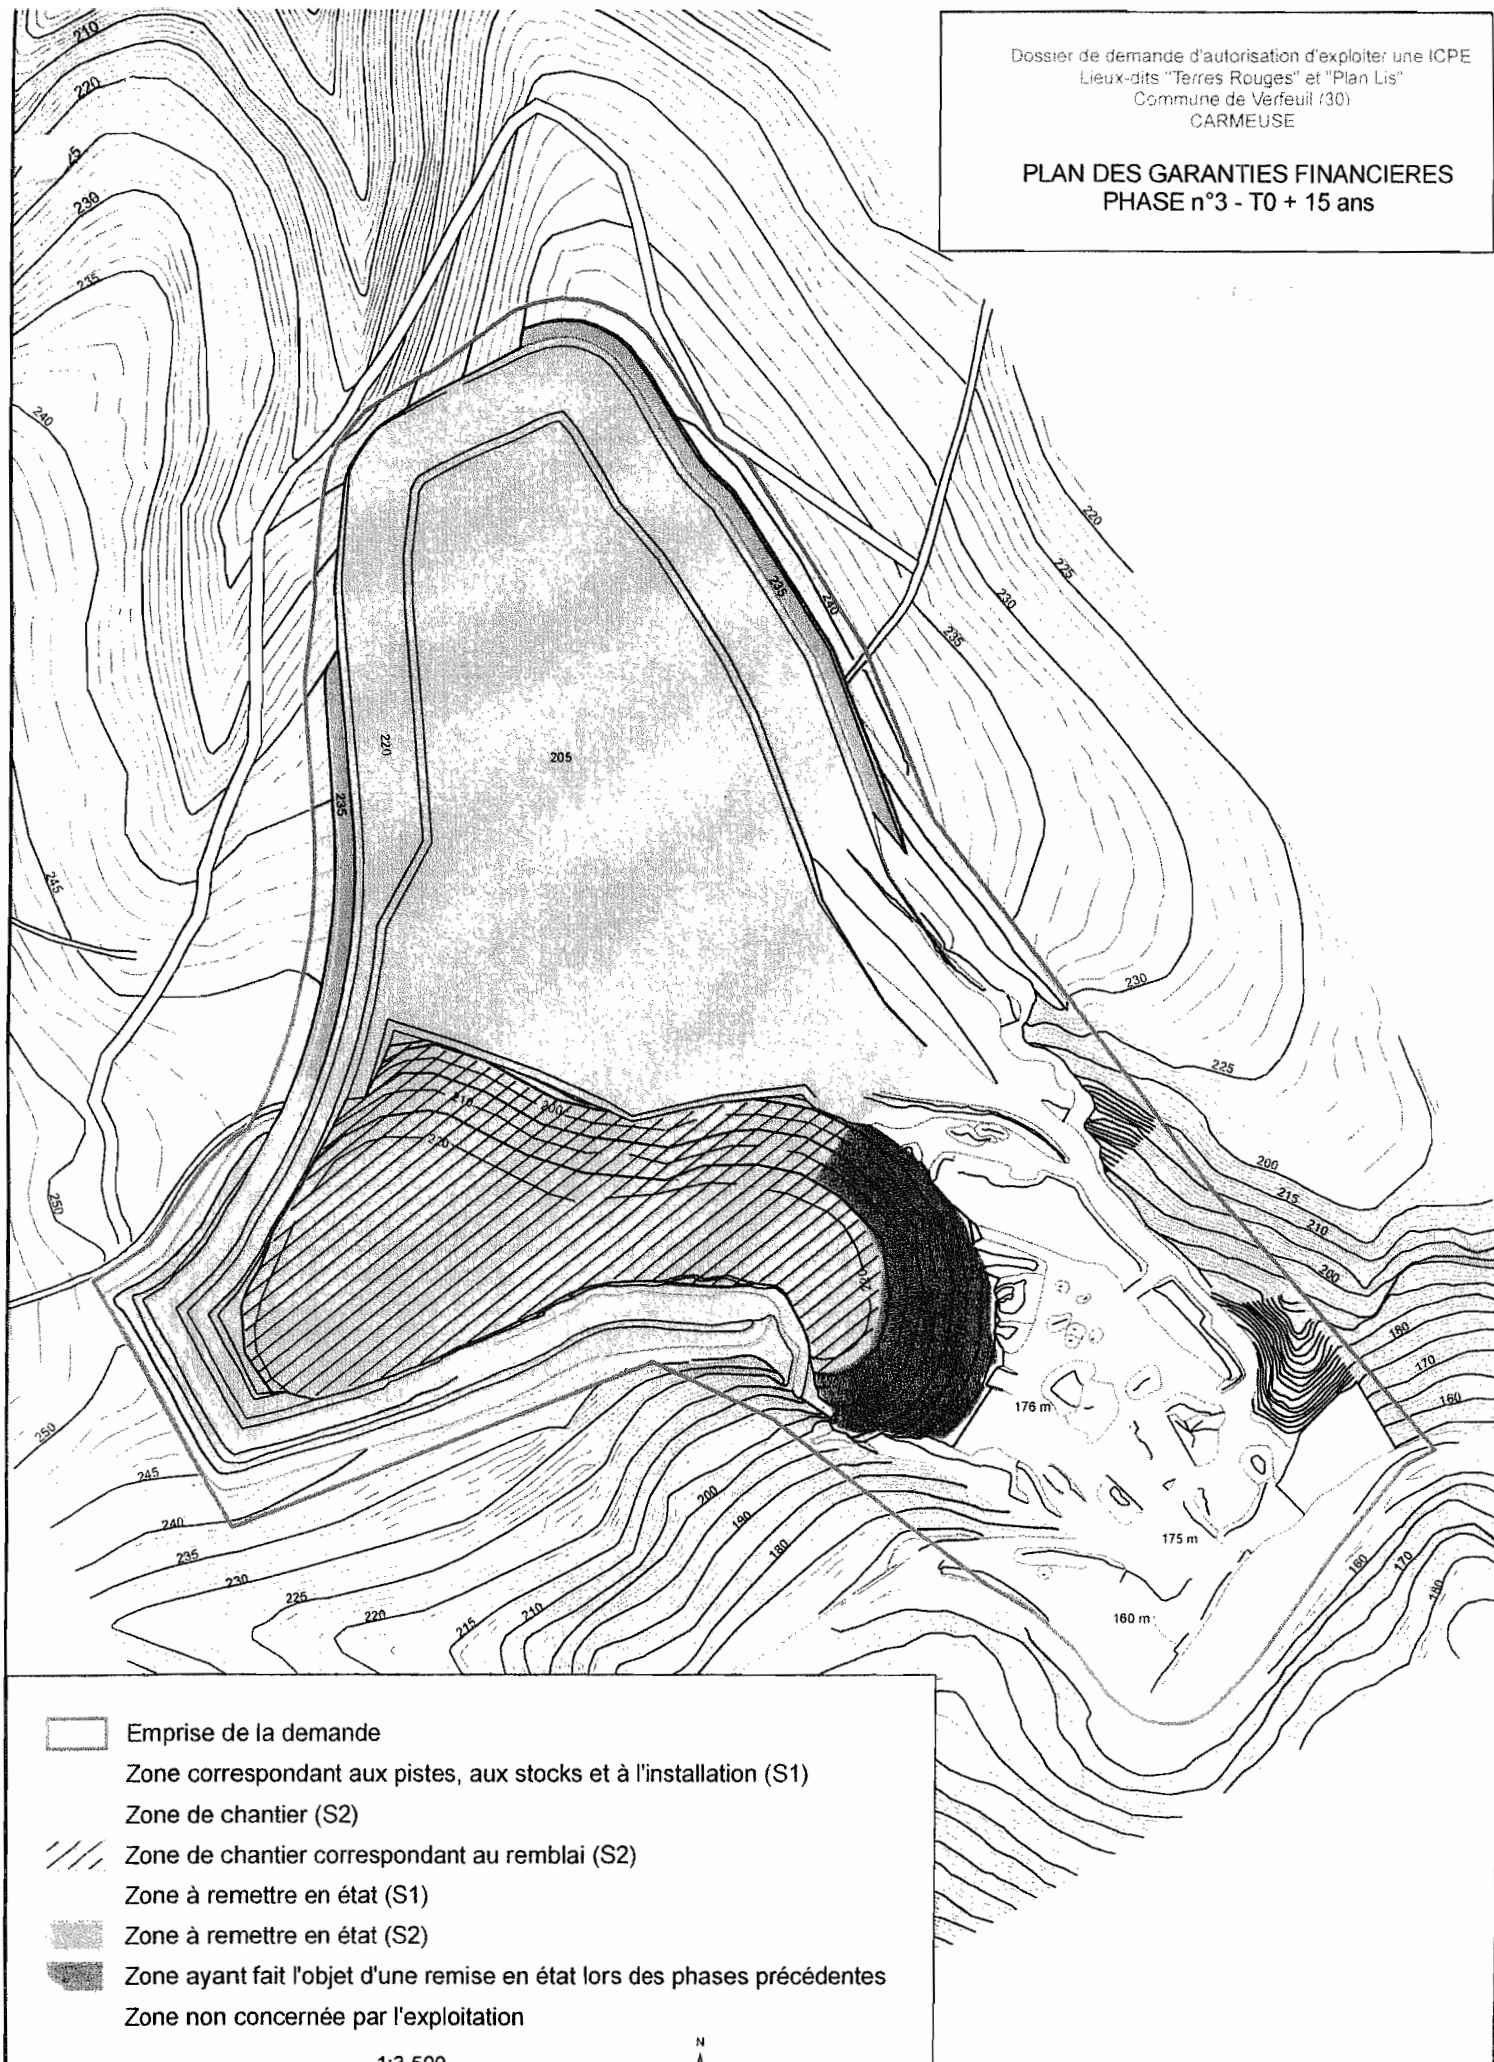 Dossier de demande d'autorisation d'exploiter une ICPE
Lieux-dits "Terres Rouges" et "Plan Lis"
Commune de Verfeuil (30)
CARMEUSE
PLAN DES GARANTIES FINANCIERES
PHASE n°3 - T0 + 15 ans
210
220
230
235
240
245
250
250
220
225
230
235
240
235
235
220
205
230
225
210
200
220
200
215
210
200
180
170
160
176 m
175 m
160 m
160
170
180
245
240
235
230
225
220
215
210
200
190
180
Emprise de la demande
Zone correspondant aux pistes, aux stocks et à l'installation (S1)
Zone de chantier (S2)
Zone de chantier correspondant au remblai (S2)
Zone à remettre en état (S1)
Zone à remettre en état (S2)
Zone ayant fait l'objet d'une remise en état lors des phases précédentes
Zone non concernée par l'exploitation
N